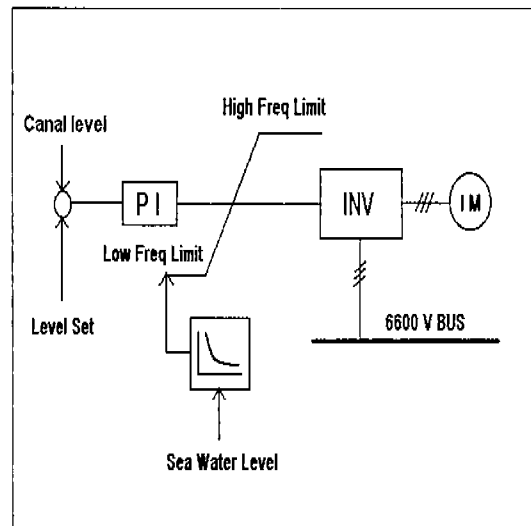 High Freq Limit
Canal level
PI
INV
IM
Low Freq Limit
Level Set
6600 V BUS
Sea Water Level